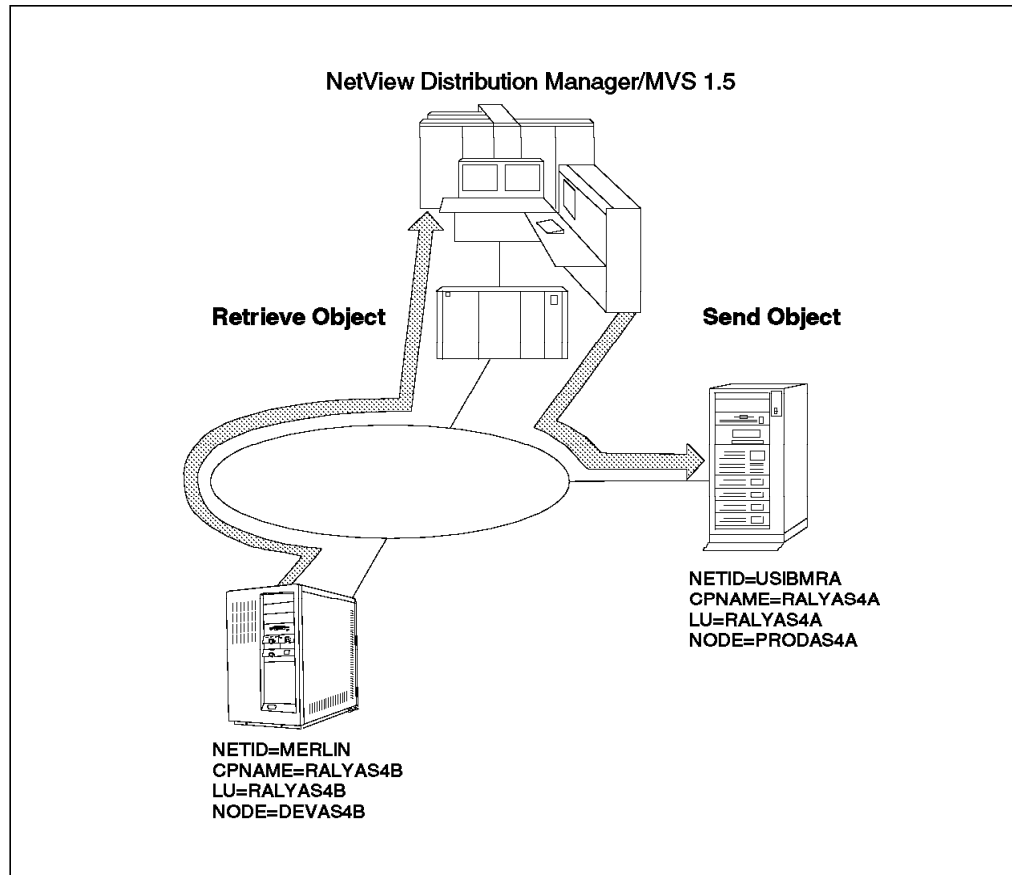 NetView Distribution Manager/MVS 1.5
Retrieve Object
Send Object
NETID=USIBMRA
CPNAME=RALYAS4A
LU=RALYAS4A
NODE=PRODAS4A
NETID=MERLIN
CPNAME=RALYAS4B
LU=RALYAS4B
NODE=DEVAS4B